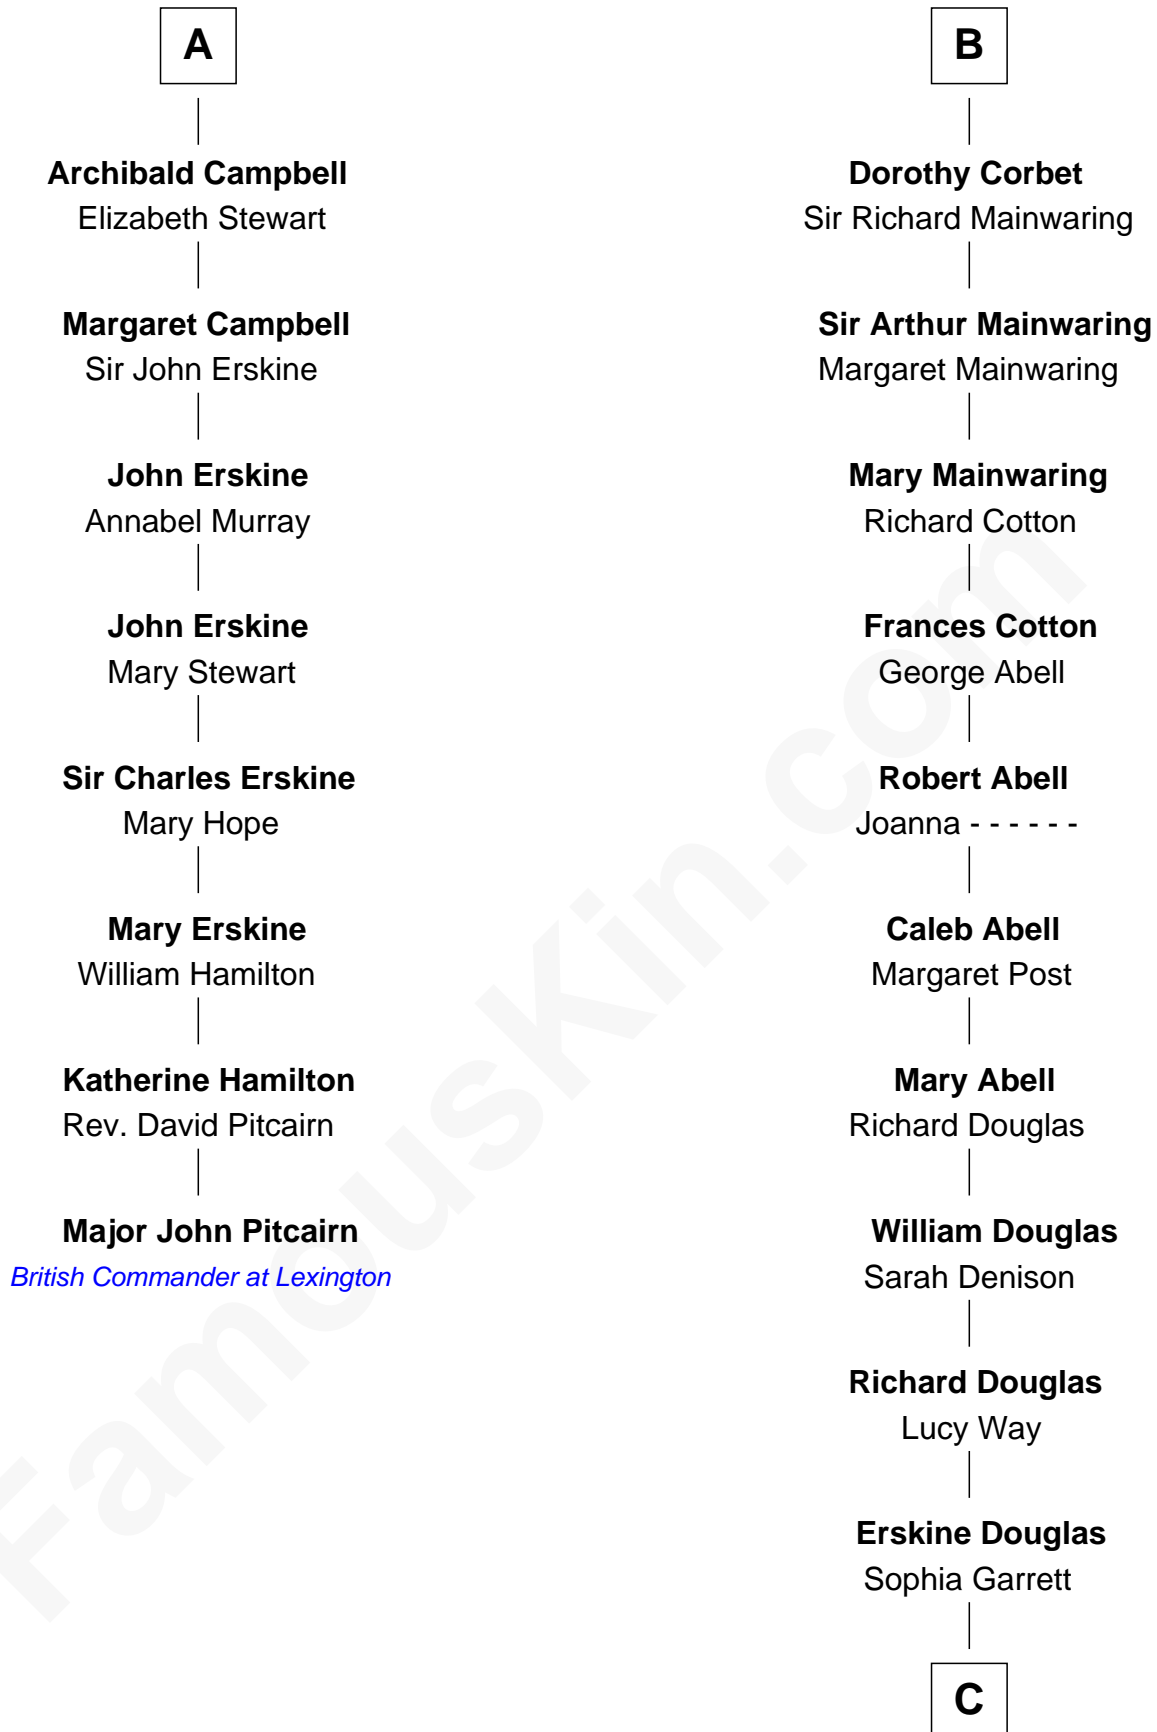 A
Archibald Campbell
Elizabeth Stewart
Margaret Campbell
Sir John Erskine
John Erskine
Annabel Murray
John Erskine
Mary Stewart
Sir Charles Erskine
Mary Hope
Mary Erskine
William Hamilton
Katherine Hamilton
Rev. David Pitcairn
Major John Pitcairn
British Commander at Lexington
B
Dorothy Corbet
Sir Richard Mainwaring
Sir Arthur Mainwaring
Margaret Mainwaring
Mary Mainwaring
Richard Cotton
Frances Cotton
George Abell
Robert Abell
Joanna - - - - - -
Caleb Abell
Margaret Post
Mary Abell
Richard Douglas
William Douglas
Sarah Denison
Richard Douglas
Lucy Way
Erskine Douglas
Sophia Garrett
C
FamousKin.com